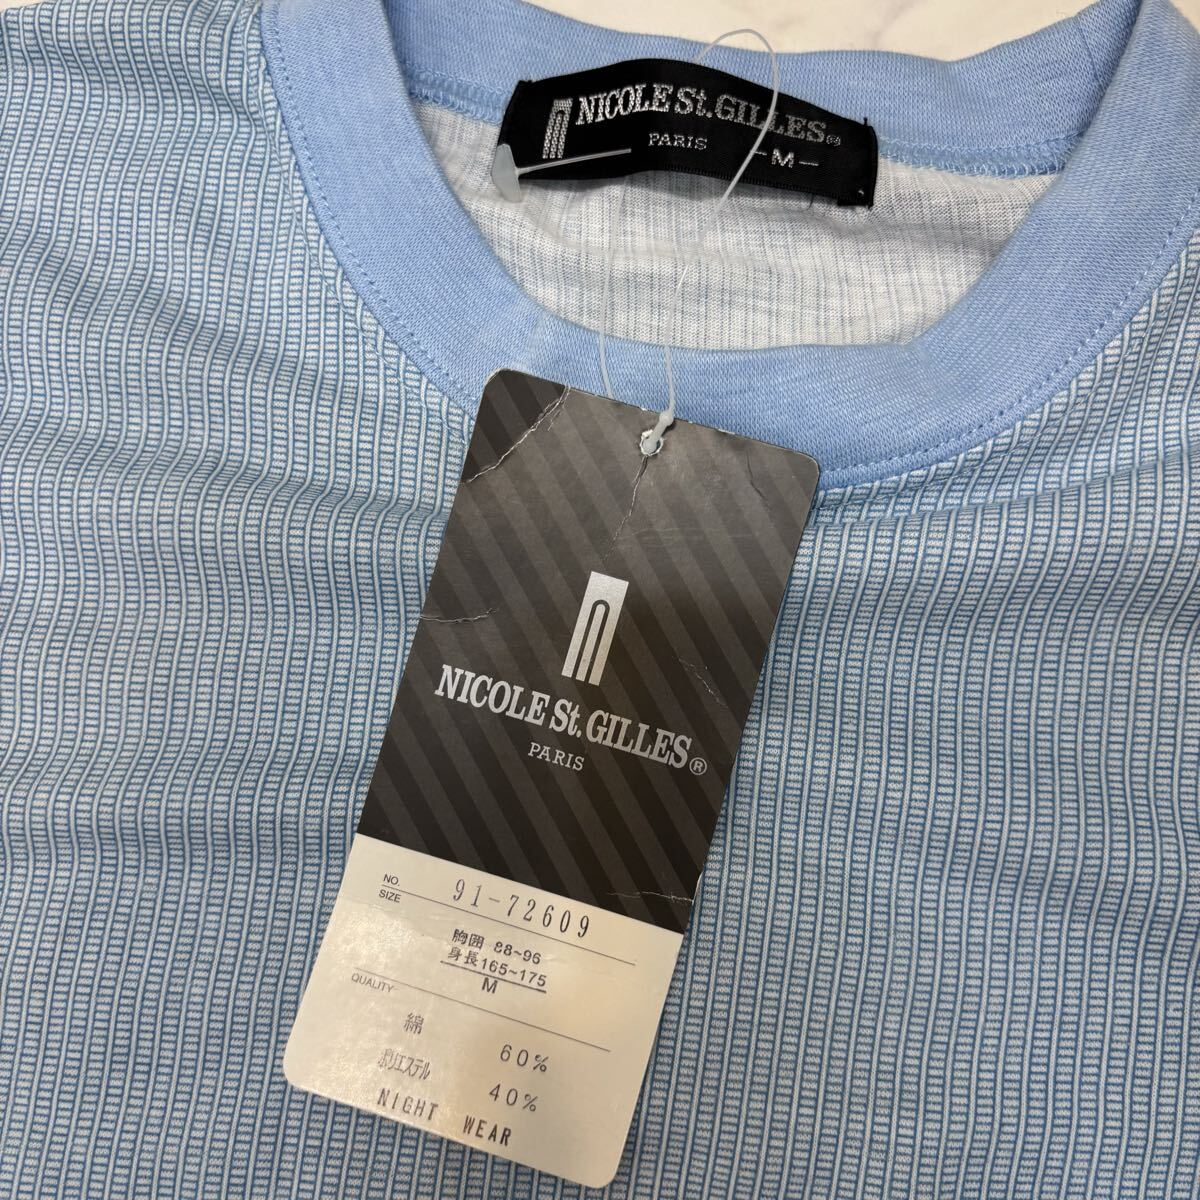 NICOLE St. GILLES®
PARIS -M-
NICOLE St. GILLES®
PARIS
NO. 91-72609
SIZE
胸囲 88~96
身長165~175
M
QUALITY
綿 60%
ポリエステル 40%
NIGHT WEAR